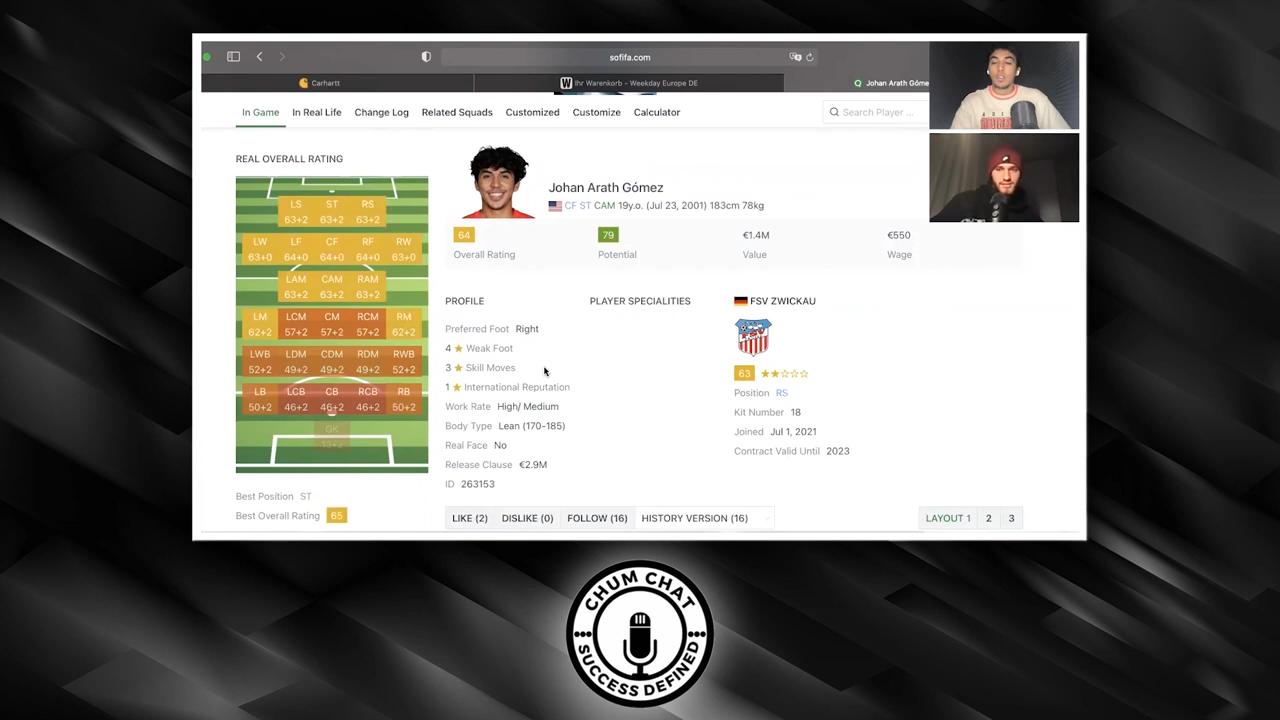 sofifa.com
Carhartt
W Ihr Warenkorb - Weekday Europe DE
Johan Arath Góme
In Game In Real Life Change Log Related Squads Customized Customize Calculator
Search Player ...
REAL OVERALL RATING
LS ST RS
63+2 63+2 63+2
LW LF CF RF RW
63+0 64+0 64+0 64+0 63+0
LAM CAM RAM
63+2 63+2 63+2
LM LCM CM RCM RM
62+2 57+2 57+2 57+2 62+2
LWB LDM CDM RDM RWB
52+2 49+2 49+2 49+2 52+2
LB LCB CB RCB RB
50+2 46+2 46+2 46+2 50+2
GK
Best Position ST
Best Overall Rating 65
Johan Arath Gómez
CF ST CAM 19y.o. (Jul 23, 2001) 183cm 78kg
64 79 €1.4M €550
Overall Rating Potential Value Wage
PROFILE
Preferred Foot Right
4 ★ Weak Foot
3 ★ Skill Moves
1 ★ International Reputation
Work Rate High/ Medium
Body Type Lean (170-185)
Real Face No
Release Clause €2.9M
ID 263153
PLAYER SPECIALITIES
FSV ZWICKAU
63 ★★☆☆☆
Position RS
Kit Number 18
Joined Jul 1, 2021
Contract Valid Until 2023
LIKE (2) DISLIKE (0) FOLLOW (16) HISTORY VERSION (16)
LAYOUT 1 2 3
CHUM CHAT
SUCCESS DEFINED